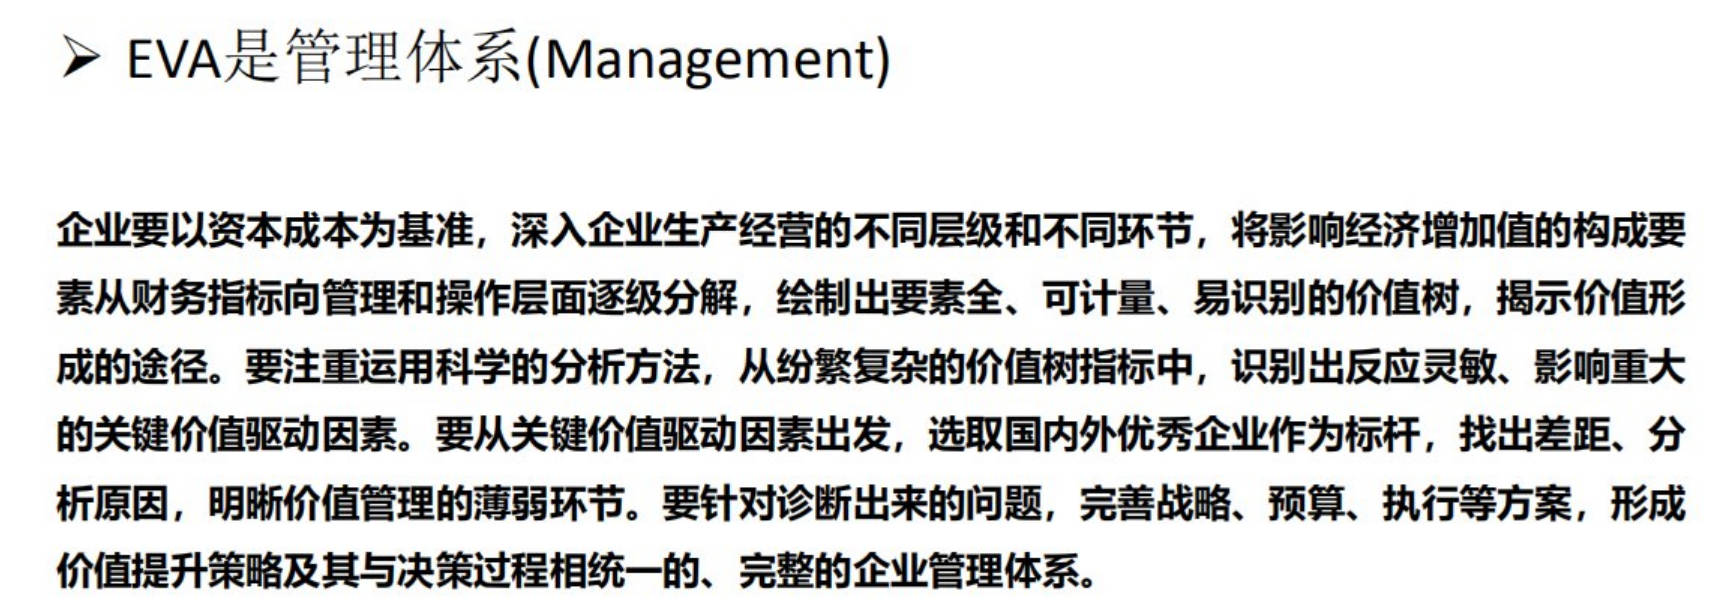 ➢ EVA是管理体系(Management)
企业要以资本成本为基准，深入企业生产经营的不同层级和不同环节，将影响经济增加值的构成要
素从财务指标向管理和操作层面逐级分解，绘制出要素全、可计量、易识别的价值树，揭示价值形
成的途径。要注重运用科学的分析方法，从纷繁复杂的价值树指标中，识别出反应灵敏、影响重大
的关键价值驱动因素。要从关键价值驱动因素出发，选取国内外优秀企业作为标杆，找出差距、分
析原因，明晰价值管理的薄弱环节。要针对诊断出来的问题，完善战略、预算、执行等方案，形成
价值提升策略及其与决策过程相统一的、完整的企业管理体系。